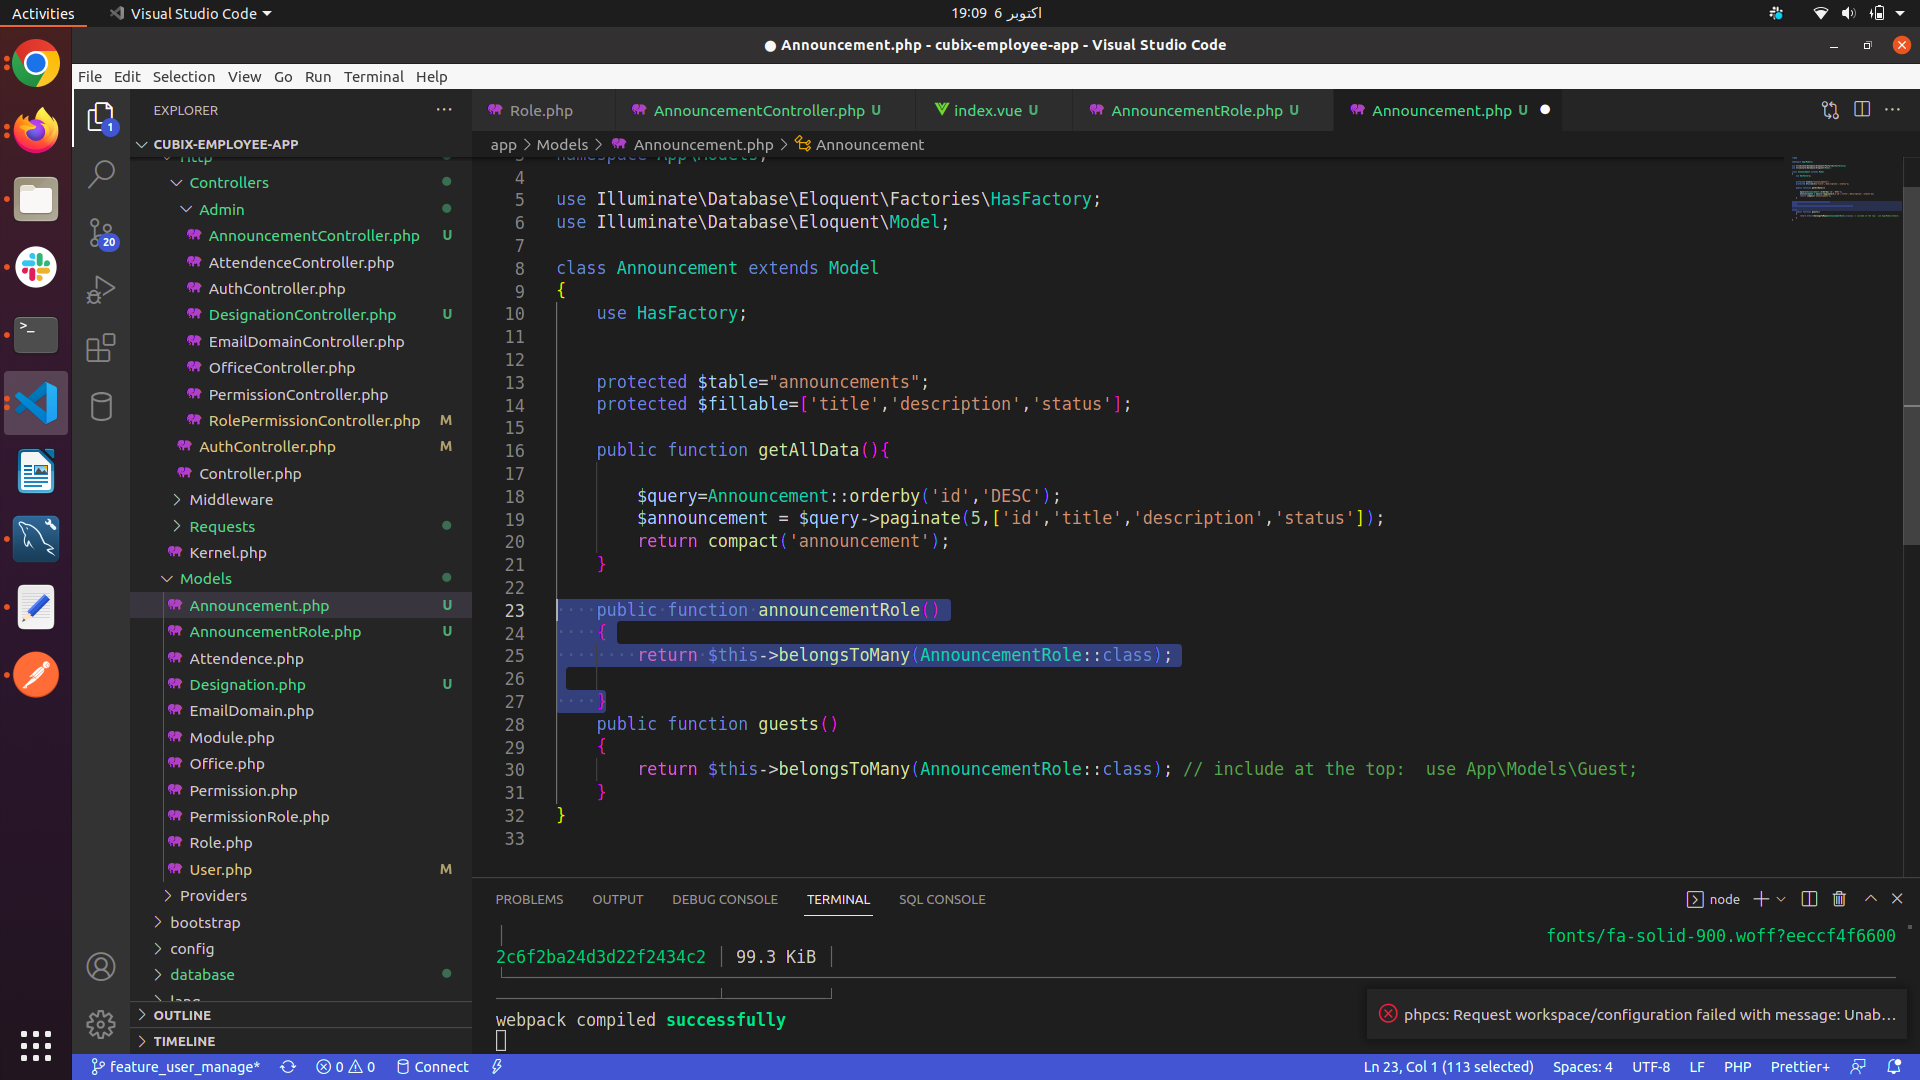 Activities
Visual Studio Code
19:09 6 اکتوبر
● Announcement.php - cubix-employee-app - Visual Studio Code
File Edit Selection View Go Run Terminal Help
1
20
EXPLORER
CUBIX-EMPLOYEE-APP
Http
Controllers
Admin
AnnouncementController.php U
AttendenceController.php
AuthController.php
DesignationController.php U
EmailDomainController.php
OfficeController.php
PermissionController.php
RolePermissionController.php M
AuthController.php M
Controller.php
Middleware
Requests
Kernel.php
Models
Announcement.php U
AnnouncementRole.php U
Attendence.php
Designation.php U
EmailDomain.php
Module.php
Office.php
Permission.php
PermissionRole.php
Role.php
User.php M
Providers
bootstrap
config
database
lang
OUTLINE
TIMELINE
Role.php
AnnouncementController.php U
index.vue U
AnnouncementRole.php U
Announcement.php U ●
app > Models > Announcement.php > Announcement
3 namespace App\Models;
4
5 use Illuminate\Database\Eloquent\Factories\HasFactory;
6 use Illuminate\Database\Eloquent\Model;
7
8 class Announcement extends Model
9 {
10 use HasFactory;
11
12
13 protected $table="announcements";
14 protected $fillable=['title','description','status'];
15
16 public function getAllData(){
17
18 $query=Announcement::orderby('id','DESC');
19 $announcement = $query->paginate(5,['id','title','description','status']);
20 return compact('announcement');
21 }
22
23 public function announcementRole()
24 {
25 return $this->belongsToMany(AnnouncementRole::class);
26
27 }
28 public function guests()
29 {
30 return $this->belongsToMany(AnnouncementRole::class); // include at the top:  use App\Models\Guest;
31 }
32 }
33
PROBLEMS OUTPUT DEBUG CONSOLE TERMINAL SQL CONSOLE
node
fonts/fa-solid-900.woff?eeccf4f6600
2c6f2ba24d3d22f2434c2 | 99.3 KiB |
webpack compiled successfully
phpcs: Request workspace/configuration failed with message: Unab...
feature_user_manage* 0 0 Connect
Ln 23, Col 1 (113 selected) Spaces: 4 UTF-8 LF PHP Prettier+